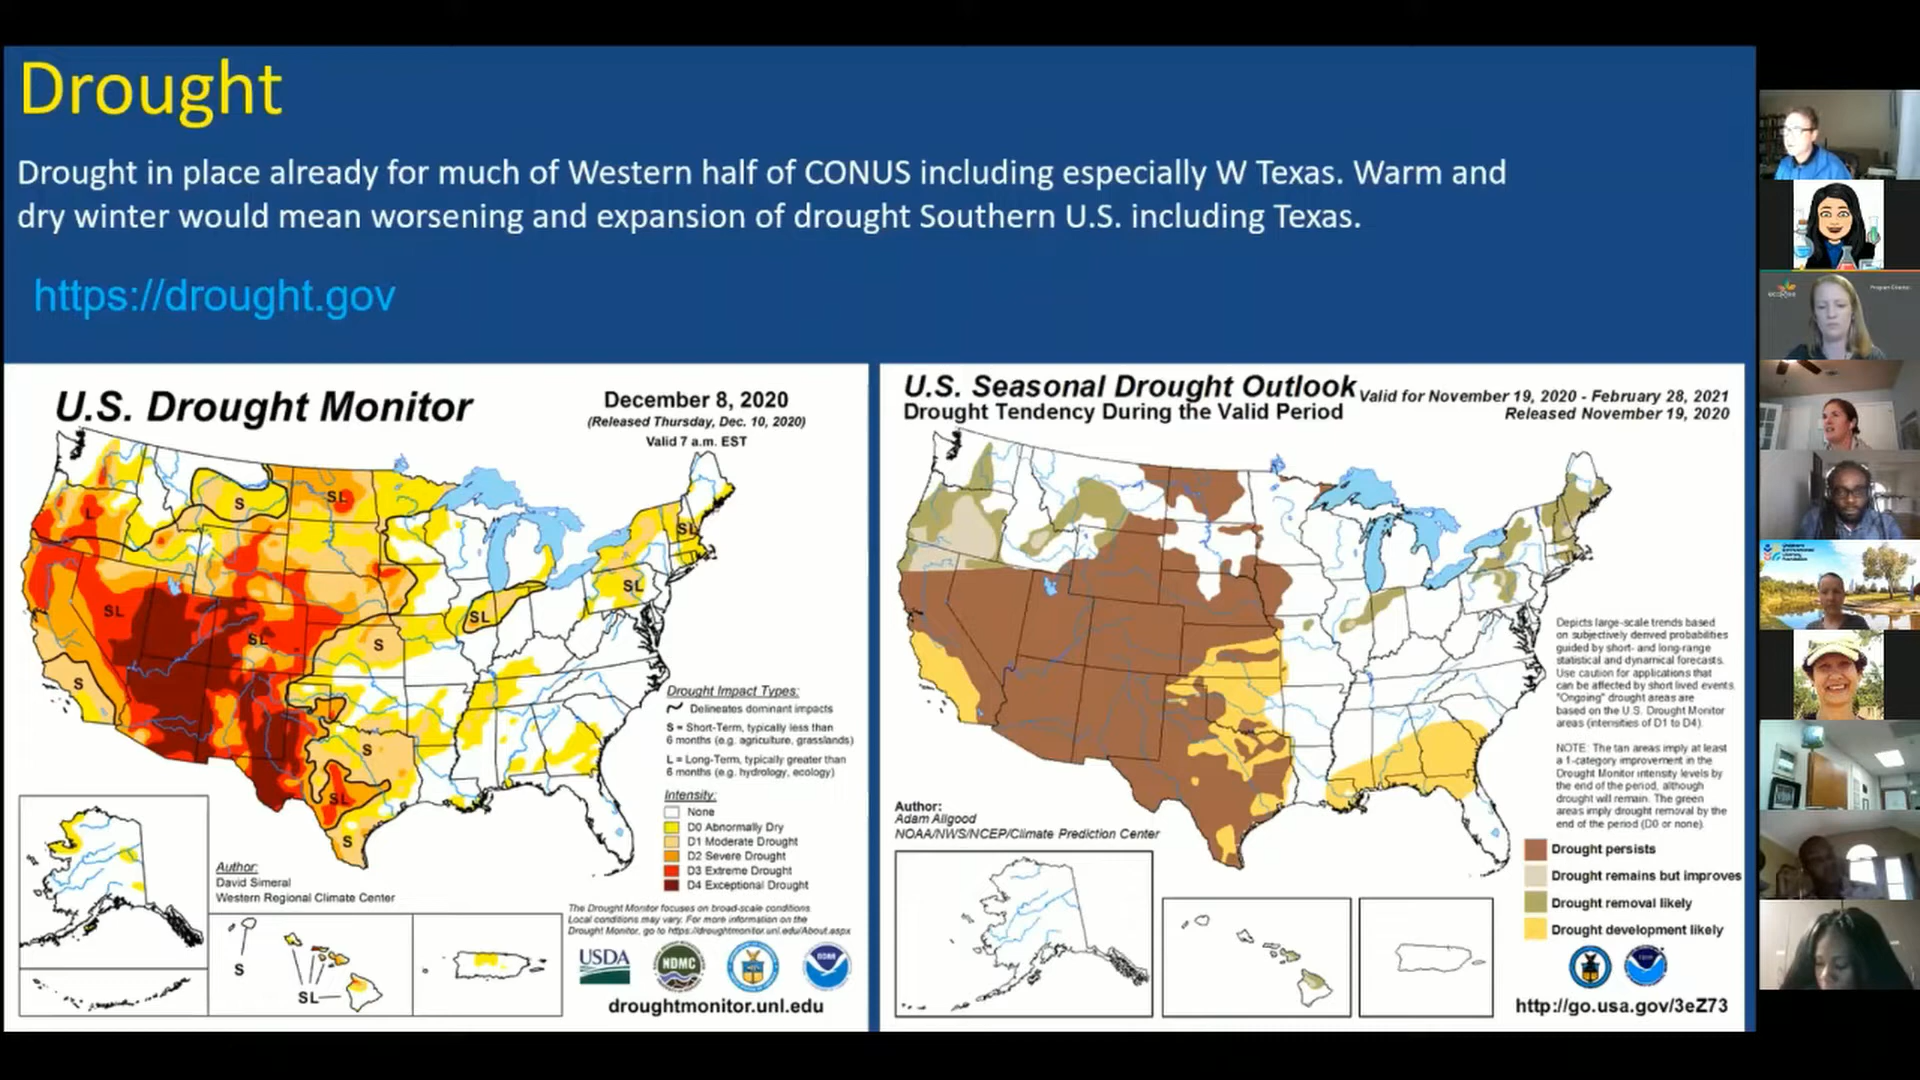 Drought
Drought in place already for much of Western half of CONUS including especially W Texas. Warm and
dry winter would mean worsening and expansion of drought Southern U.S. including Texas.
https://drought.gov
U.S. Drought Monitor
December 8, 2020
(Released Thursday, Dec. 10, 2020)
Valid 7 a.m. EST
S
SL
L
SL
SL
SL
SL
SL
S
S
S
SL
S
Drought Impact Types:
Delineates dominant impacts
S = Short-Term, typically less than
6 months (e.g. agriculture, grasslands)
L = Long-Term, typically greater than
6 months (e.g. hydrology, ecology)
Intensity:
None
D0 Abnormally Dry
D1 Moderate Drought
D2 Severe Drought
D3 Extreme Drought
D4 Exceptional Drought
Author:
David Simeral
Western Regional Climate Center
S
SL
The Drought Monitor focuses on broad-scale conditions.
Local conditions may vary. For more information on the
Drought Monitor, go to https://droughtmonitor.unl.edu/About.aspx
USDA
NDMC
NOAA
droughtmonitor.unl.edu
U.S. Seasonal Drought Outlook
Drought Tendency During the Valid Period
Valid for November 19, 2020 - February 28, 2021
Released November 19, 2020
Depicts large-scale trends based
on subjectively derived probabilities
guided by short- and long-range
statistical and dynamical forecasts.
Use caution for applications that
can be affected by short lived events.
"Ongoing" drought areas are
based on the U.S. Drought Monitor
areas (intensities of D1 to D4).
NOTE: The tan areas imply at least
a 1-category improvement in the
Drought Monitor intensity levels by
the end of the period, although
drought will remain. The green
areas imply drought removal by the
end of the period (D0 or none).
Author:
Adam Allgood
NOAA/NWS/NCEP/Climate Prediction Center
Drought persists
Drought remains but improves
Drought removal likely
Drought development likely
http://go.usa.gov/3eZ73